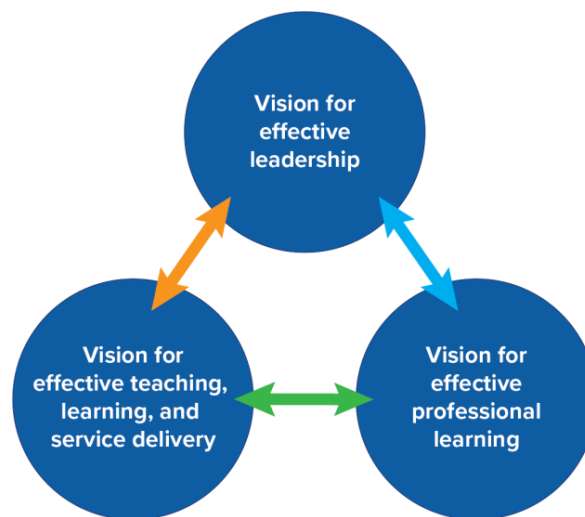 Vision for
effective
leadership
Vision for
effective teaching,
learning, and
service delivery
Vision for
effective
professional
learning